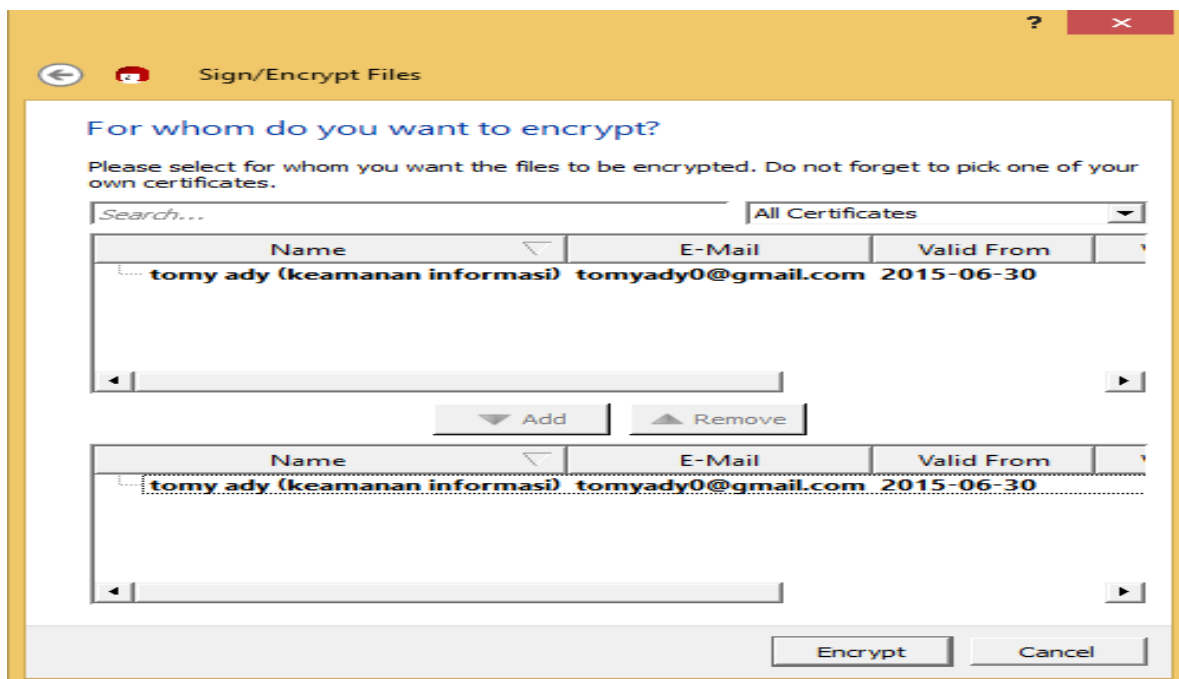 ?
Sign/Encrypt Files
For whom do you want to encrypt?
Please select for whom you want the files to be encrypted. Do not forget to pick one of your
own certificates.
Search... All Certificates
Name E-Mail Valid From
tomy ady (keamanan informasi) tomyady0@gmail.com 2015-06-30
Add Remove
Name E-Mail Valid From
tomy ady (keamanan informasi) tomyady0@gmail.com 2015-06-30
Encrypt Cancel